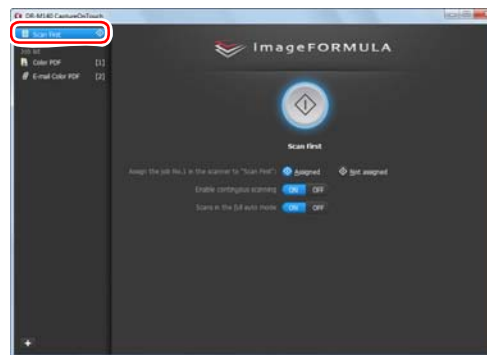 DR-M140 CaptureOnTouch
Scan First
Job list
Color PDF [1]
E-mail Color PDF [2]
imageFORMULA
Scan First
Assign the job No.1 in the scanner to "Scan First": Assigned Not assigned
Enable continuous scanning ON OFF
Scans in the full auto mode ON OFF